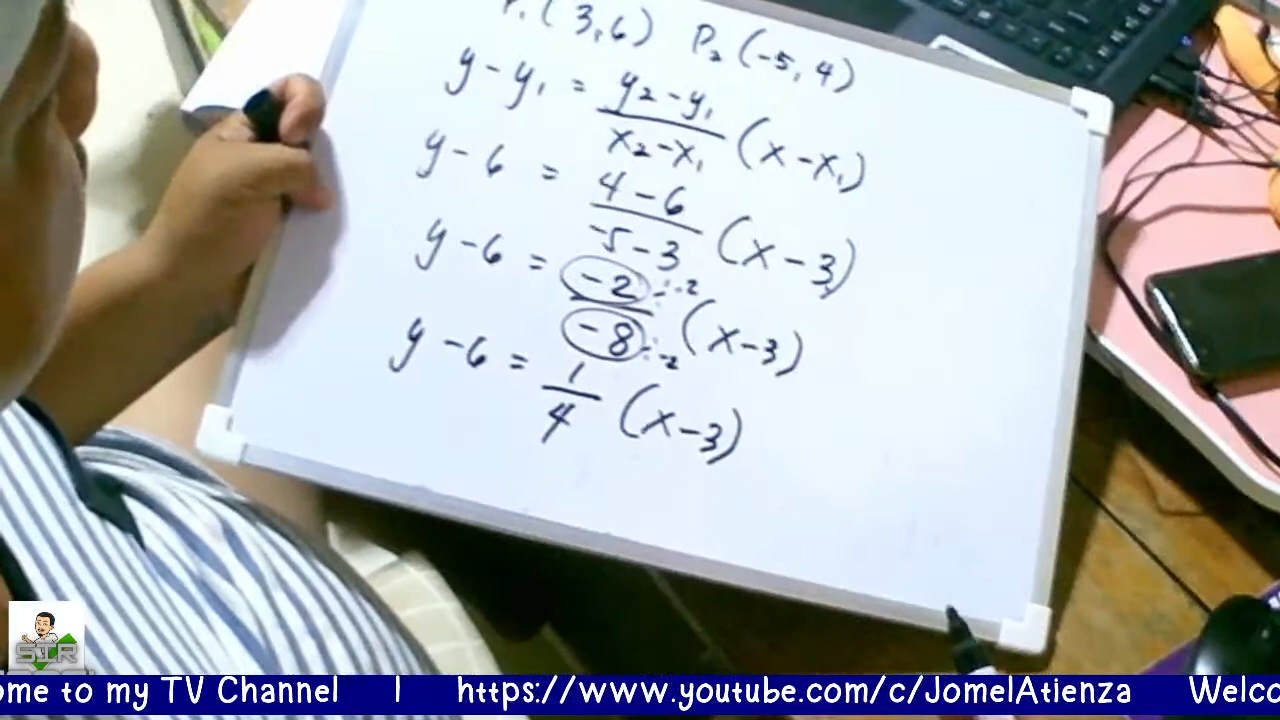 P₁ (3,6) P₂ (-5, 4)
y - y₁ = y₂ - y₁ / x₂ - x₁ (x - x₁)
y - 6 = 4 - 6 / -5 - 3 (x - 3)
y - 6 = -2 ÷ -2 / -8 ÷ -2 (x - 3)
y - 6 = 1 / 4 (x - 3)
SIR
ome to my TV Channel | https://www.youtube.com/c/JomelAtienza Welco